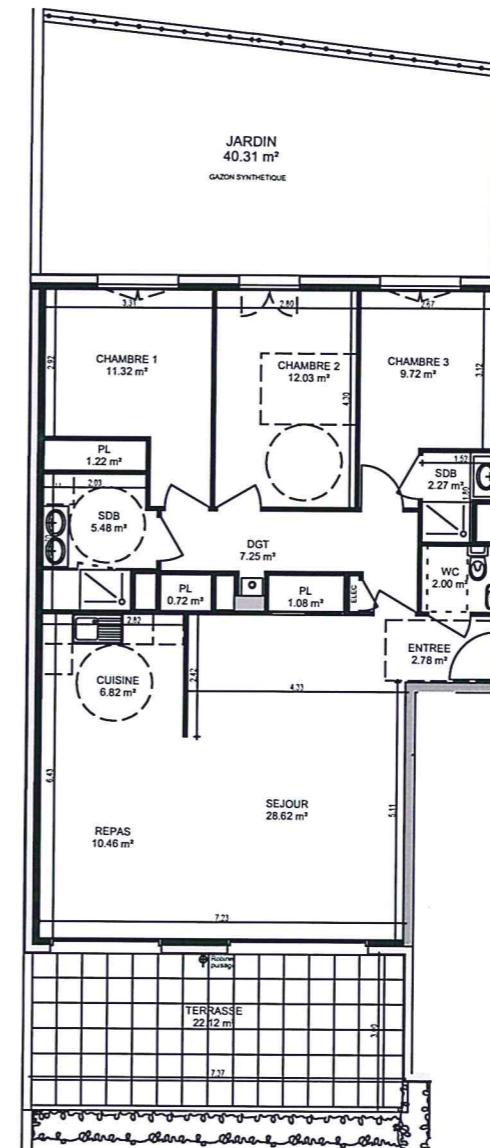 JARDIN
40.31 m²
GAZON SYNTHETIQUE
3.31
2.80
2.67
2.92
CHAMBRE 1
11.32 m²
CHAMBRE 2
12.03 m²
CHAMBRE 3
9.72 m²
3.12
4.30
PL
1.22 m²
1.52
SDB
2.27 m²
1.80
2.03
SDB
5.48 m²
DGT
7.25 m²
WC
2.00 m²
PL
0.72 m²
PL
1.08 m²
ELEC
2.82
ENTREE
2.78 m²
CUISINE
6.82 m²
2.42
4.33
6.43
5.11
SEJOUR
28.62 m²
REPAS
10.46 m²
7.23
Robinet
puisage
TERRASSE
22.12 m²
3.00
7.37